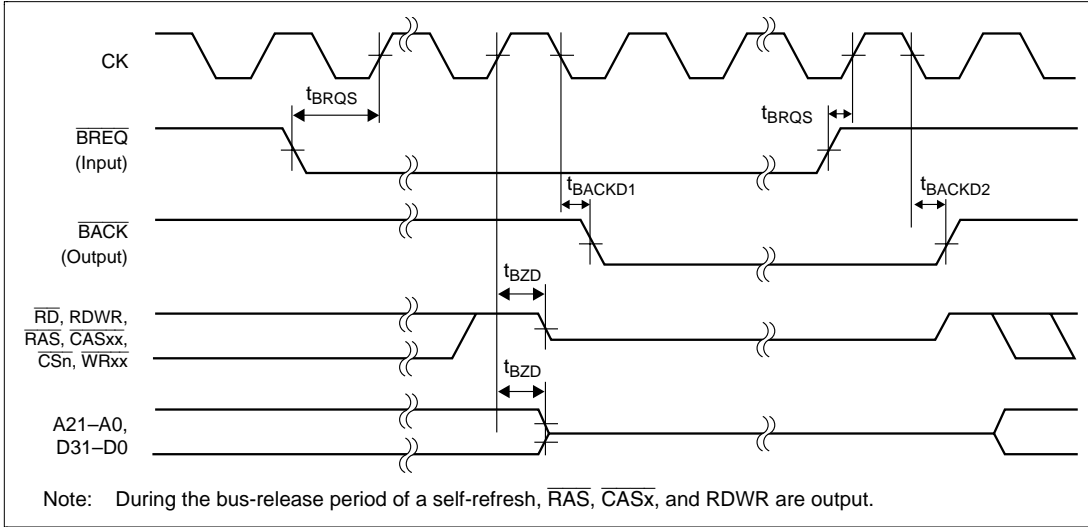 CK
tBRQS
tBRQS
BREQ
(Input)
tBACKD1
tBACKD2
BACK
(Output)
tBZD
RD, RDWR,
RAS, CASxx,
CSn, WRxx
tBZD
A21–A0,
D31–D0
Note: During the bus-release period of a self-refresh, RAS, CASx, and RDWR are output.